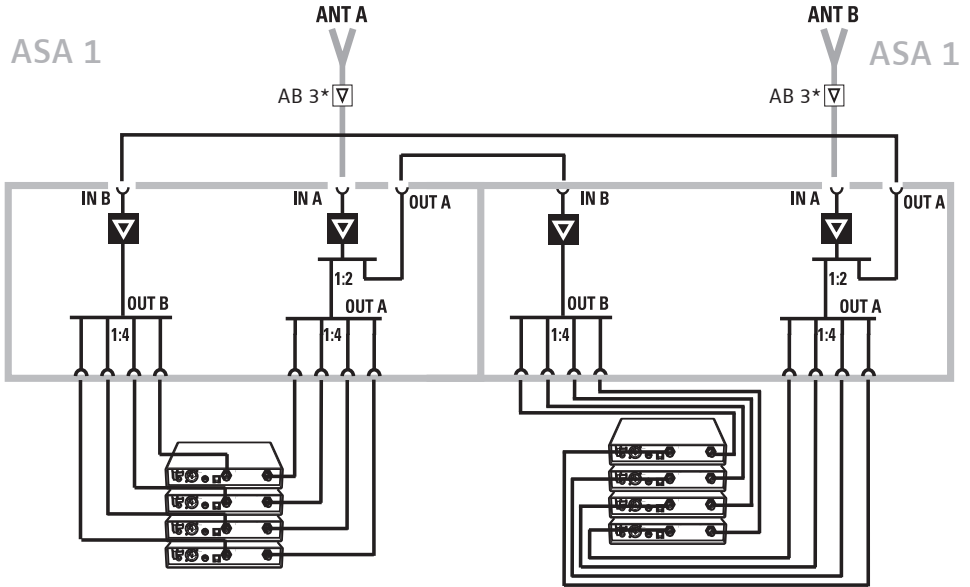 ANT A
ANT B
ASA 1
ASA 1
AB 3*
AB 3*
IN B
IN A
OUT A
IN B
IN A
OUT A
1:2
1:2
OUT B
OUT A
OUT B
OUT A
1:4
1:4
1:4
1:4